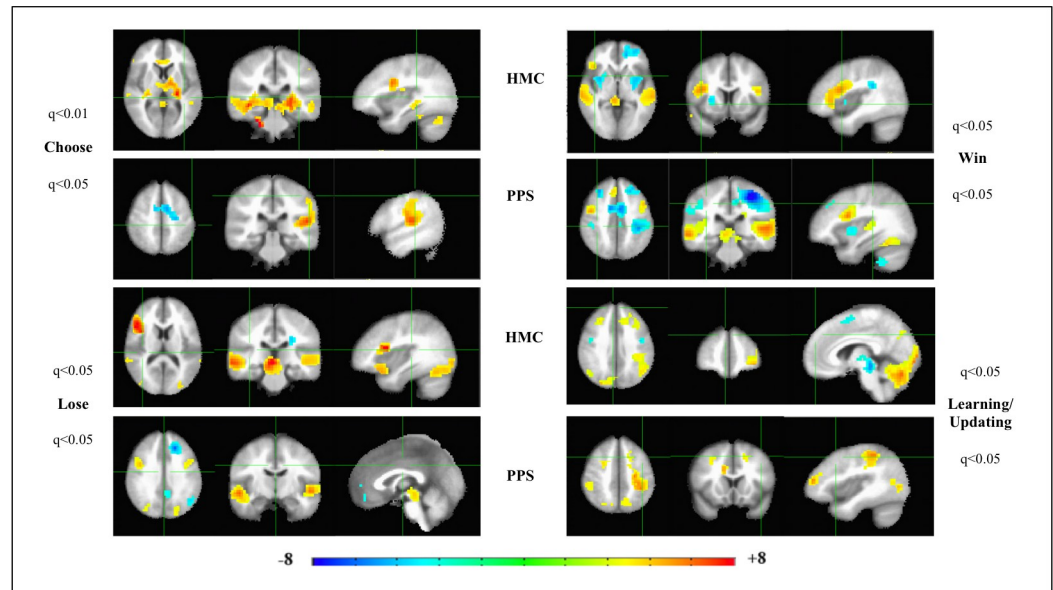 HMC
q<0.01
Choose
q<0.05
PPS
q<0.05
Win
q<0.05
HMC
q<0.05
Lose
q<0.05
PPS
q<0.05
Learning/
Updating
q<0.05
-8
+8